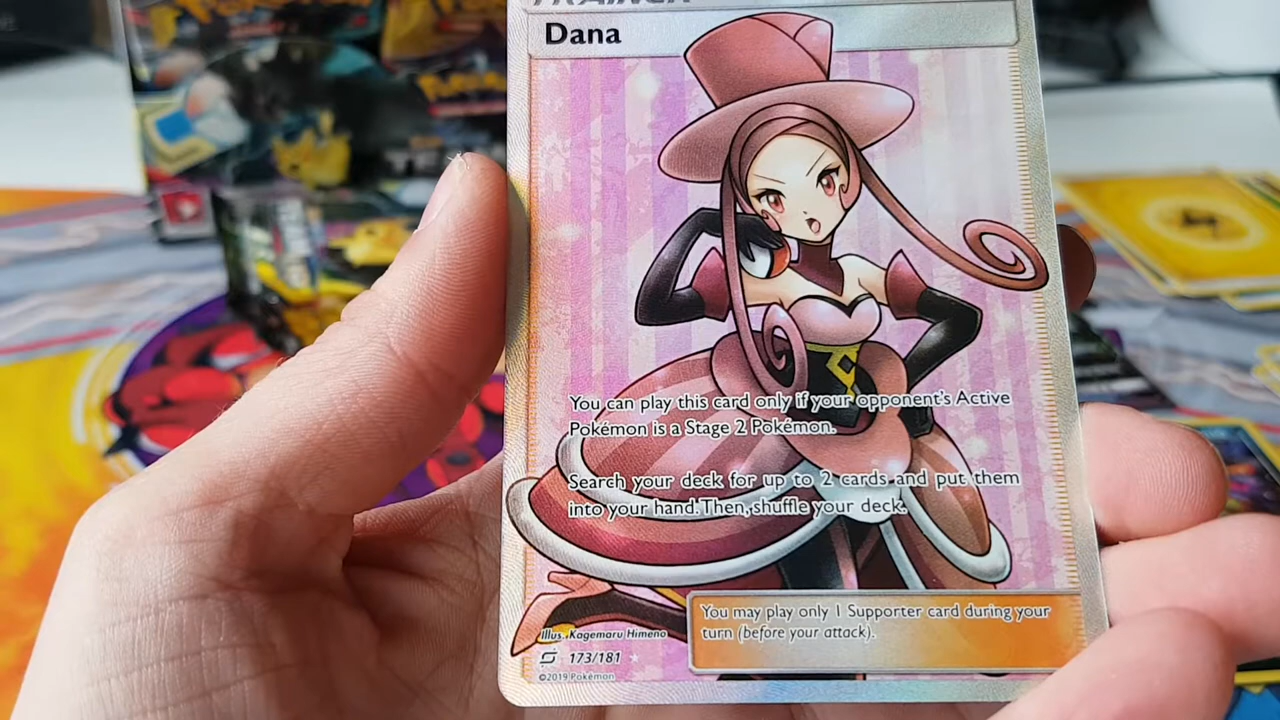 TRAINER
Dana
You can play this card only if your opponent's Active
Pokémon is a Stage 2 Pokémon.
Search your deck for up to 2 cards and put them
into your hand. Then, shuffle your deck.
You may play only 1 Supporter card during your
turn (before your attack).
Illus. Kagemaru Himeno
173/181
©2019 Pokémon